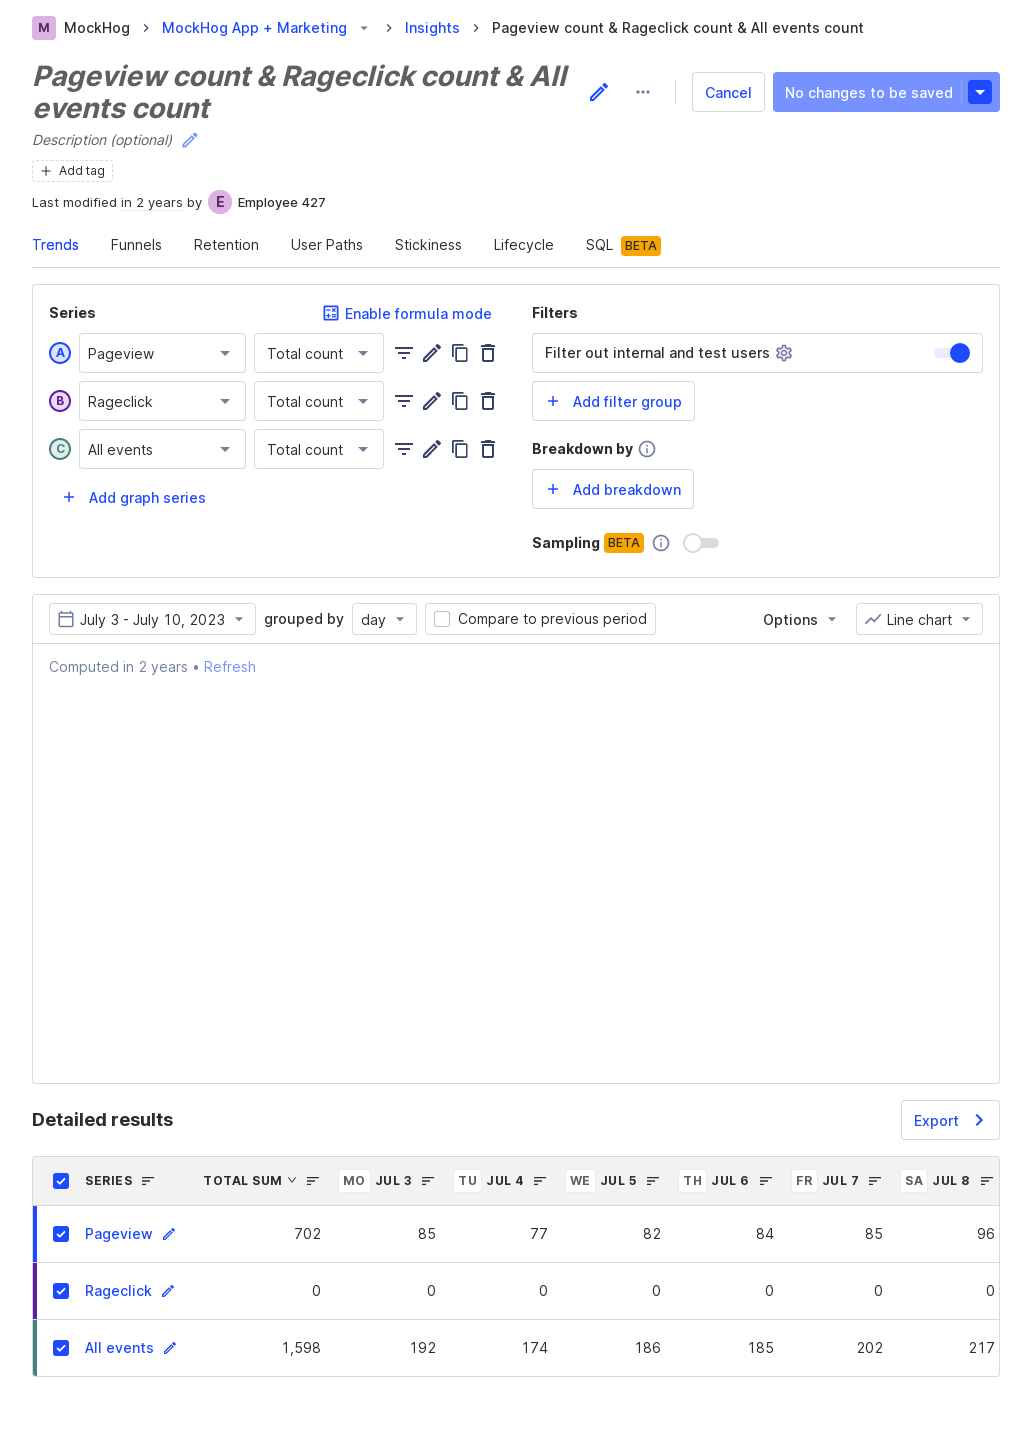 M MockHog > MockHog App + Marketing > Insights > Pageview count & Rageclick count & All events count
Pageview count & Rageclick count & All
events count
Cancel
No changes to be saved
Description (optional)
Add tag
Last modified in 2 years by E Employee 427
Trends Funnels Retention User Paths Stickiness Lifecycle SQL BETA
Series Enable formula mode
A Pageview Total count
B Rageclick Total count
C All events Total count
+ Add graph series
Filters
Filter out internal and test users
+ Add filter group
Breakdown by
+ Add breakdown
Sampling BETA
July 3 - July 10, 2023 grouped by day Compare to previous period Options Line chart
Computed in 2 years • Refresh
Detailed results Export
SERIES TOTAL SUM MO JUL 3 TU JUL 4 WE JUL 5 TH JUL 6 FR JUL 7 SA JUL 8
Pageview 702 85 77 82 84 85 96
Rageclick 0 0 0 0 0 0 0
All events 1,598 192 174 186 185 202 217